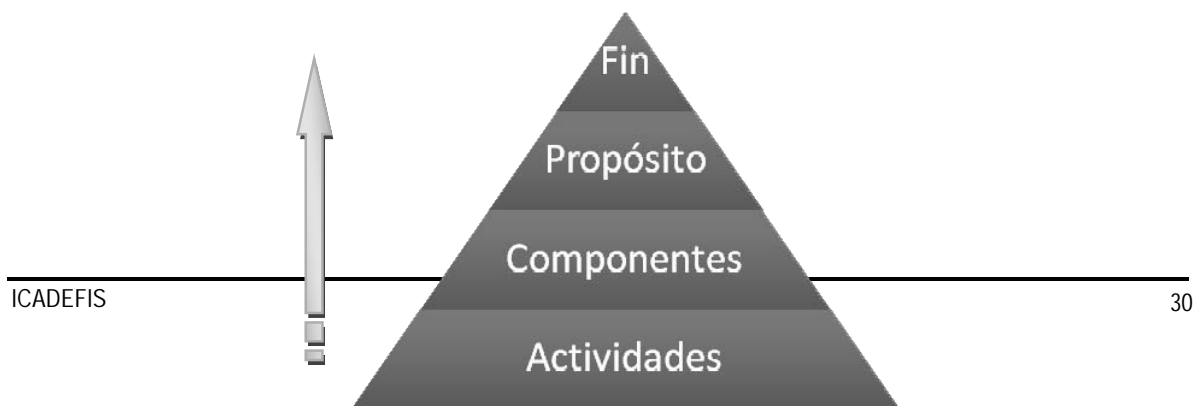 Fin
Propósito
Componentes
ICADEFIS 30
Actividades